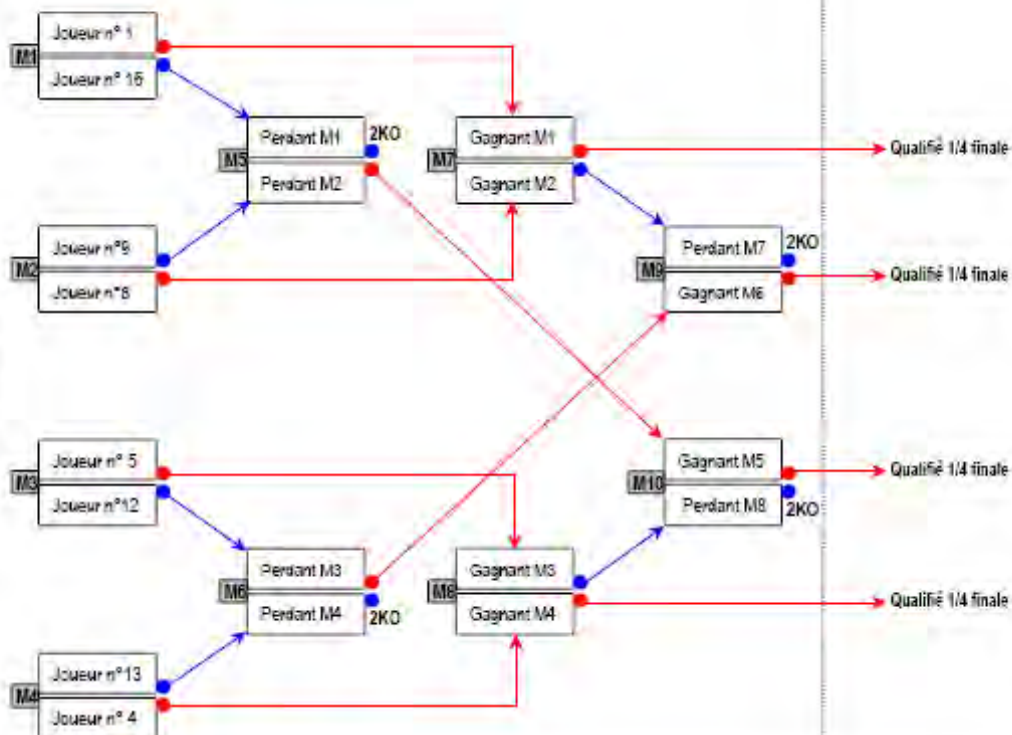 M1
Joueur n° 1
Joueur n° 16
M5
Perdant M1
2KO
Perdant M2
M7
Gagnant M1
Gagnant M2
Qualifié 1/4 finale
M2
Joueur n°9
Joueur n°8
M9
Perdant M7
2KO
Gagnant M6
Qualifié 1/4 finale
M3
Joueur n° 5
Joueur n°12
M10
Gagnant M5
Perdant M8
2KO
Qualifié 1/4 finale
M6
Perdant M3
Perdant M4
2KO
M8
Gagnant M3
Gagnant M4
Qualifié 1/4 finale
M4
Joueur n°13
Joueur n° 4